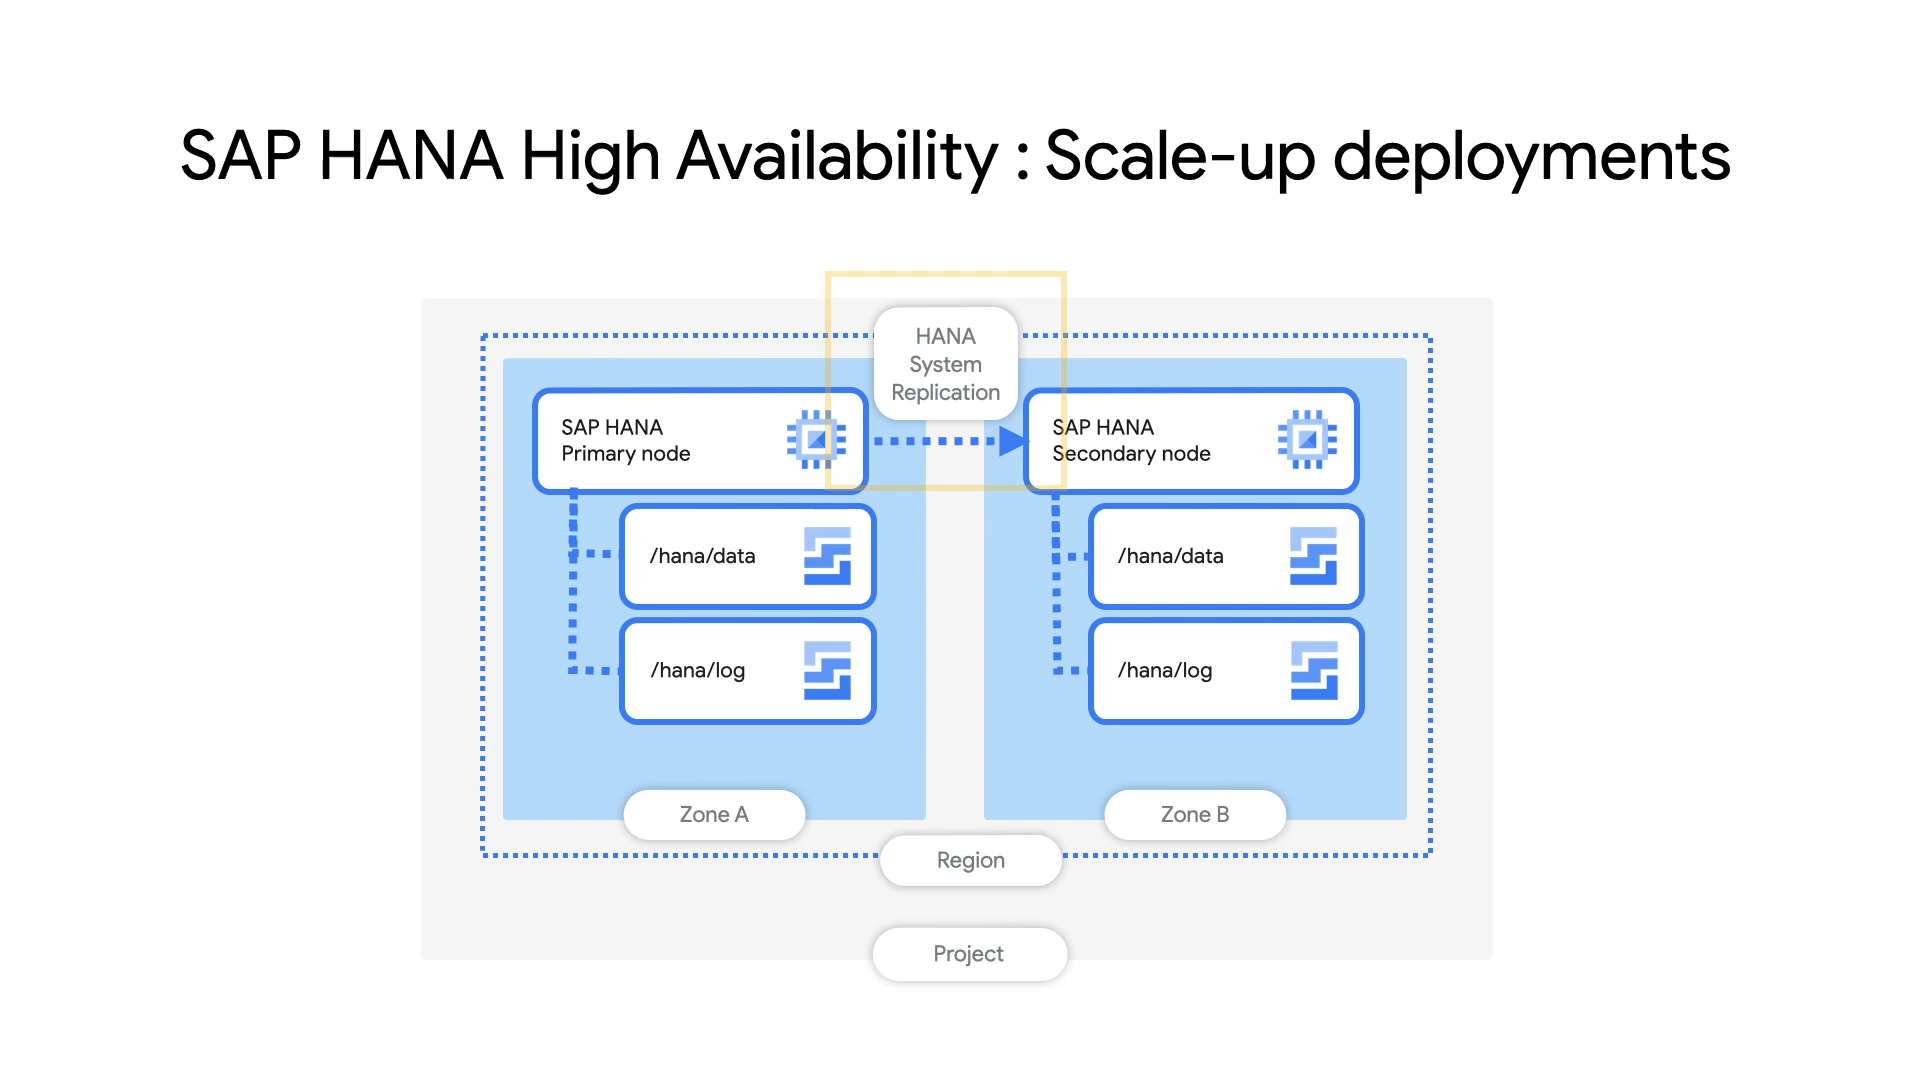 SAP HANA High Availability : Scale-up deployments
HANA
System
Replication
SAP HANA
Primary node
SAP HANA
Secondary node
/hana/data
/hana/data
/hana/log
/hana/log
Zone A
Zone B
Region
Project